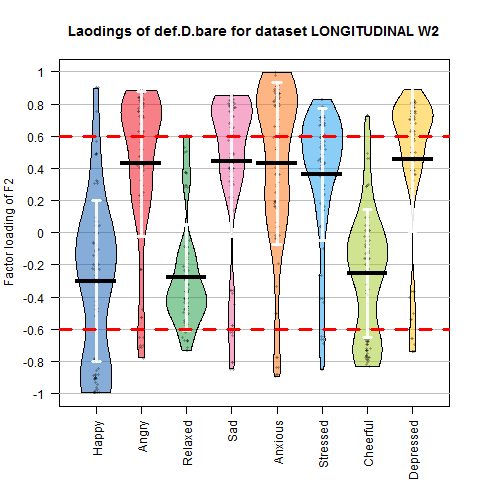 Laodings of def.D.bare for dataset LONGITUDINAL W2
Factor loading of F2
1
0.8
0.6
0.4
0.2
0
-0.2
-0.4
-0.6
-0.8
-1
Happy
Angry
Relaxed
Sad
Anxious
Stressed
Cheerful
Depressed